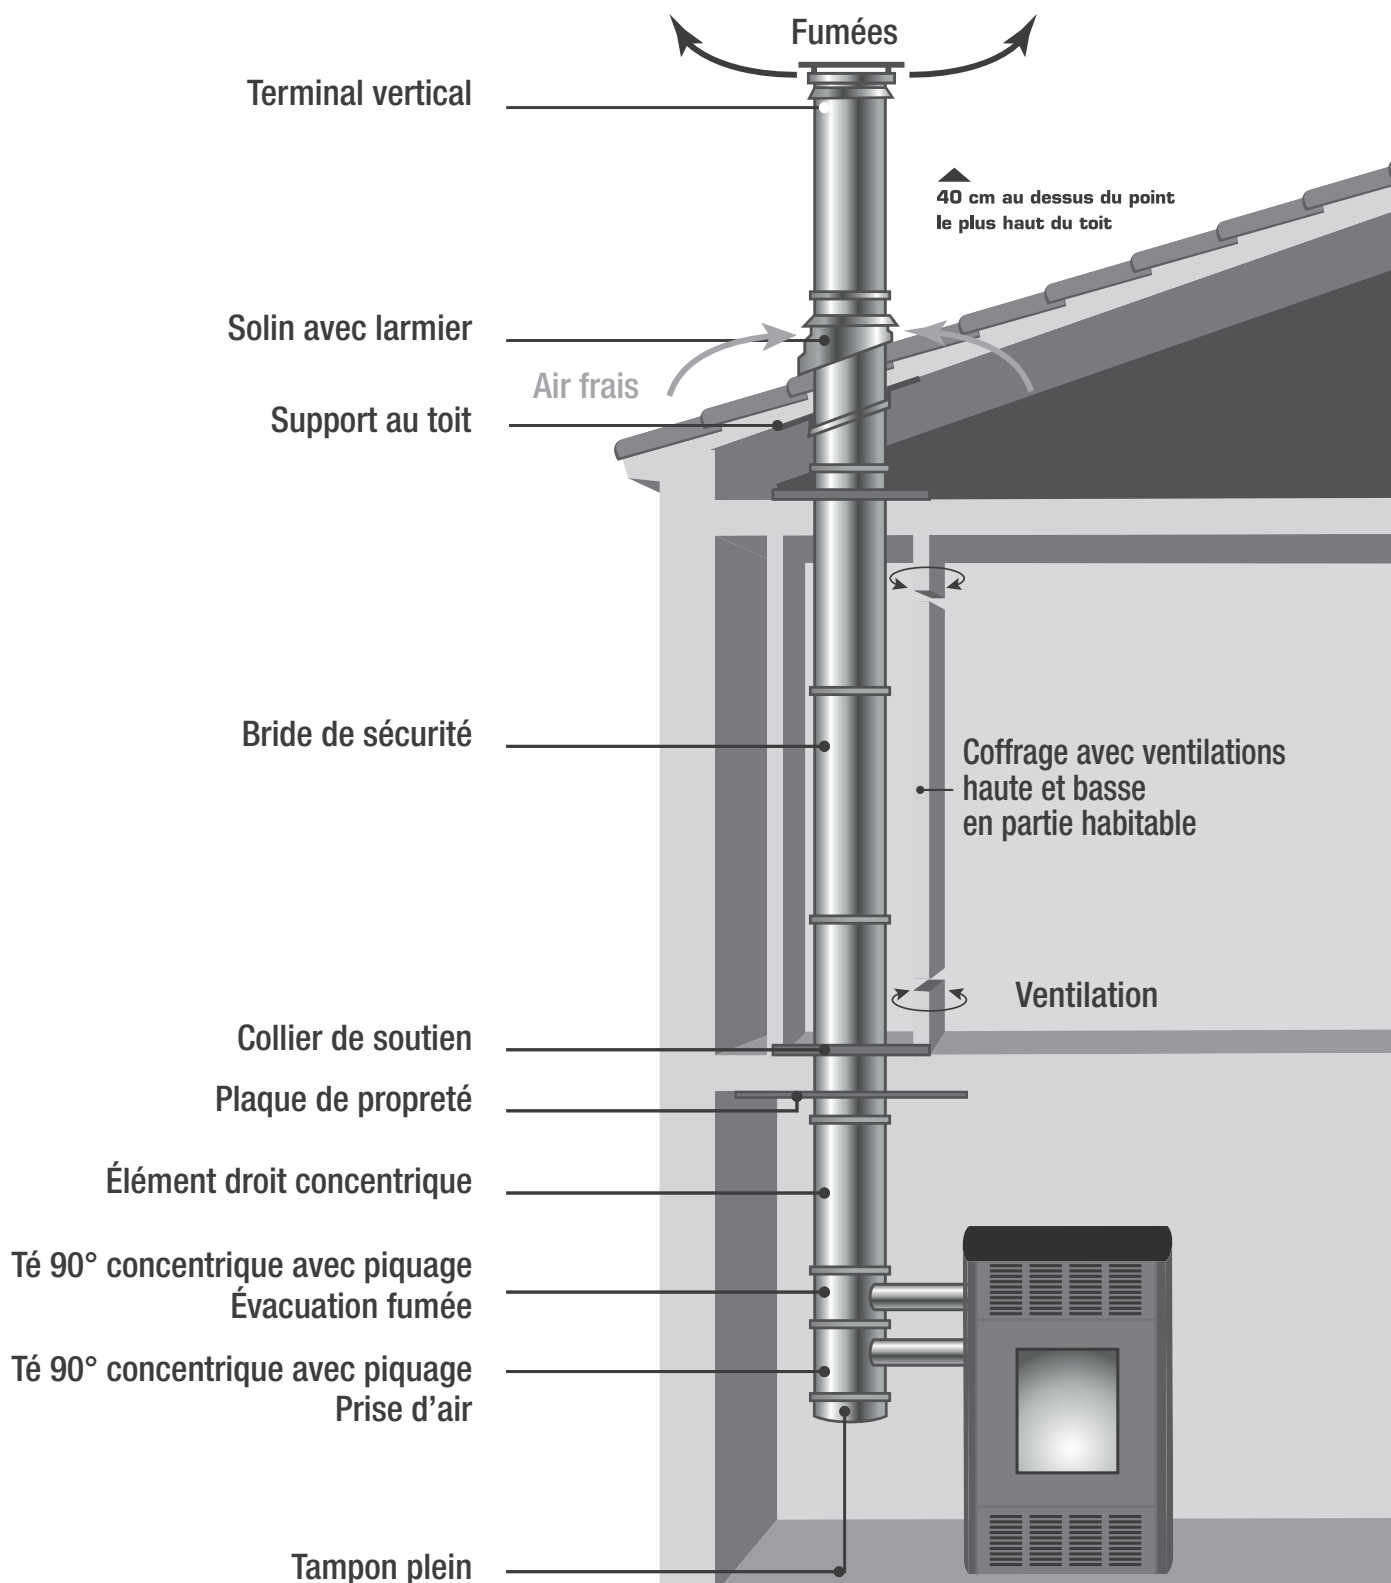 Fumées
Terminal vertical
40 cm au dessus du point
le plus haut du toit
Solin avec larmier
Air frais
Support au toit
Bride de sécurité
Coffrage avec ventilations
haute et basse
en partie habitable
Ventilation
Collier de soutien
Plaque de propreté
Élément droit concentrique
Té 90° concentrique avec piquage
Évacuation fumée
Té 90° concentrique avec piquage
Prise d’air
Tampon plein